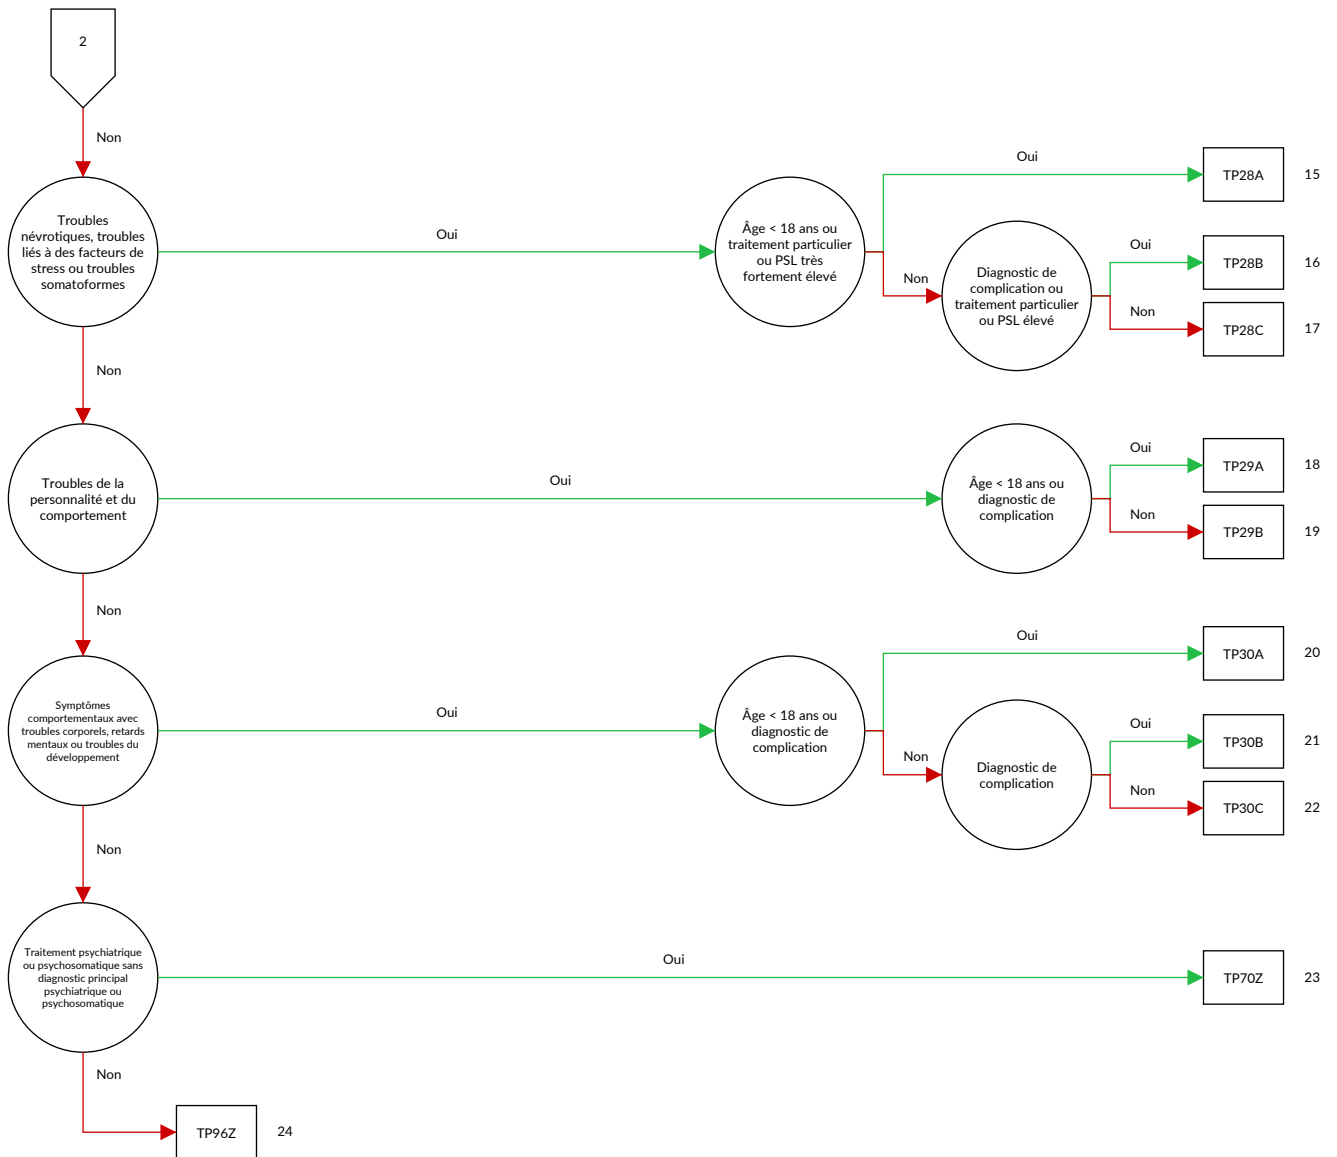 2
Non
Troubles
névrotiques, troubles
liés à des facteurs de
stress ou troubles
somatoformes
Oui
Âge < 18 ans ou
traitement particulier
ou PSL très
fortement élevé
Oui
TP28A
15
Non
Diagnostic de
complication ou
traitement particulier
ou PSL élevé
Oui
TP28B
16
Non
TP28C
17
Non
Troubles de la
personnalité et du
comportement
Oui
Âge < 18 ans ou
diagnostic de
complication
Oui
TP29A
18
Non
TP29B
19
Non
Symptômes
comportementaux avec
troubles corporels, retards
mentaux ou troubles du
développement
Oui
Âge < 18 ans ou
diagnostic de
complication
Oui
TP30A
20
Non
Diagnostic de
complication
Oui
TP30B
21
Non
TP30C
22
Non
Traitement psychiatrique
ou psychosomatique sans
diagnostic principal
psychiatrique ou
psychosomatique
Oui
TP70Z
23
Non
TP96Z
24